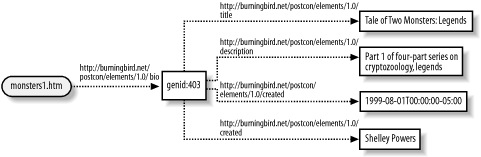 http://burningbird.net/postcon/elements/1.0/
title
Tale of Two Monsters: Legends
http://burningbird.net/postcon/elements/1.0/
description
Part 1 of four-part series on
cryptozoology, legends
http://burningbird.net/
postcon/elements/1.0/ bio
monsters1.htm
genid:403
http://burningbird.net/postcon/
elements/1.0/created
1999-08-01T00:00:00-05:00
http://burningbird.net/postcon/elements/1.0/
created
Shelley Powers